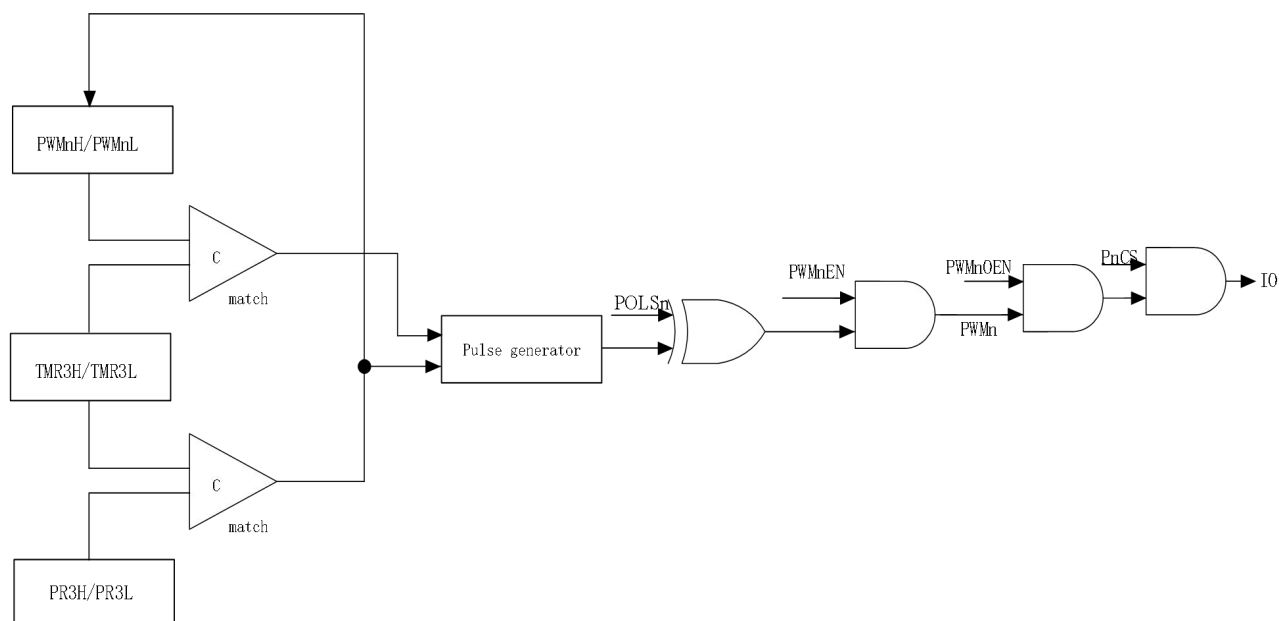 PWMnH/PWMnL
C
match
TMR3H/TMR3L
C
match
PR3H/PR3L
Pulse generator
POLSn
PWMnEN
PWMn
PWMnOEN
PnCS
IO